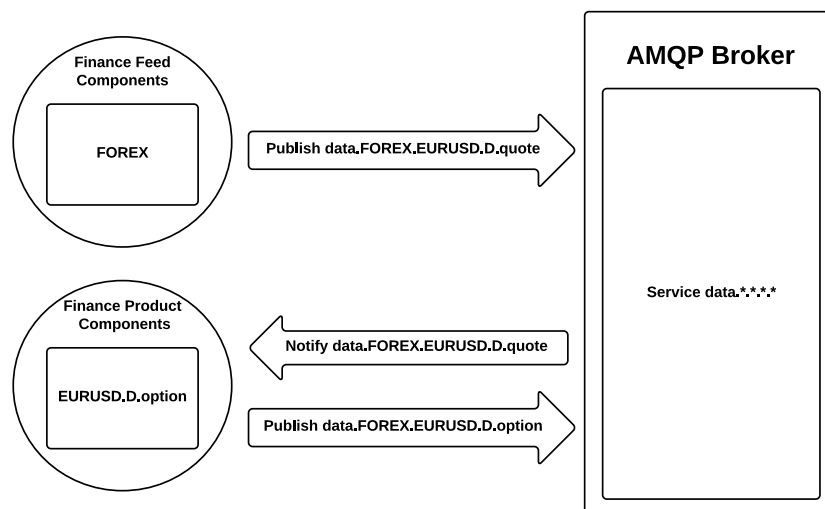 Finance Feed
Components
FOREX
Publish data.FOREX.EURUSD.D.quote
AMQP Broker
Service data.*.*.*.*
Finance Product
Components
EURUSD.D.option
Notify data.FOREX.EURUSD.D.quote
Publish data.FOREX.EURUSD.D.option